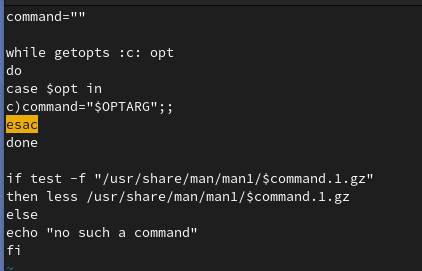 command=""
while getopts :c: opt
do
case $opt in
c)command="$OPTARG";;
esac
done
if test -f "/usr/share/man/man1/$command.1.gz"
then less /usr/share/man/man1/$command.1.gz
else
echo "no such a command"
fi
~